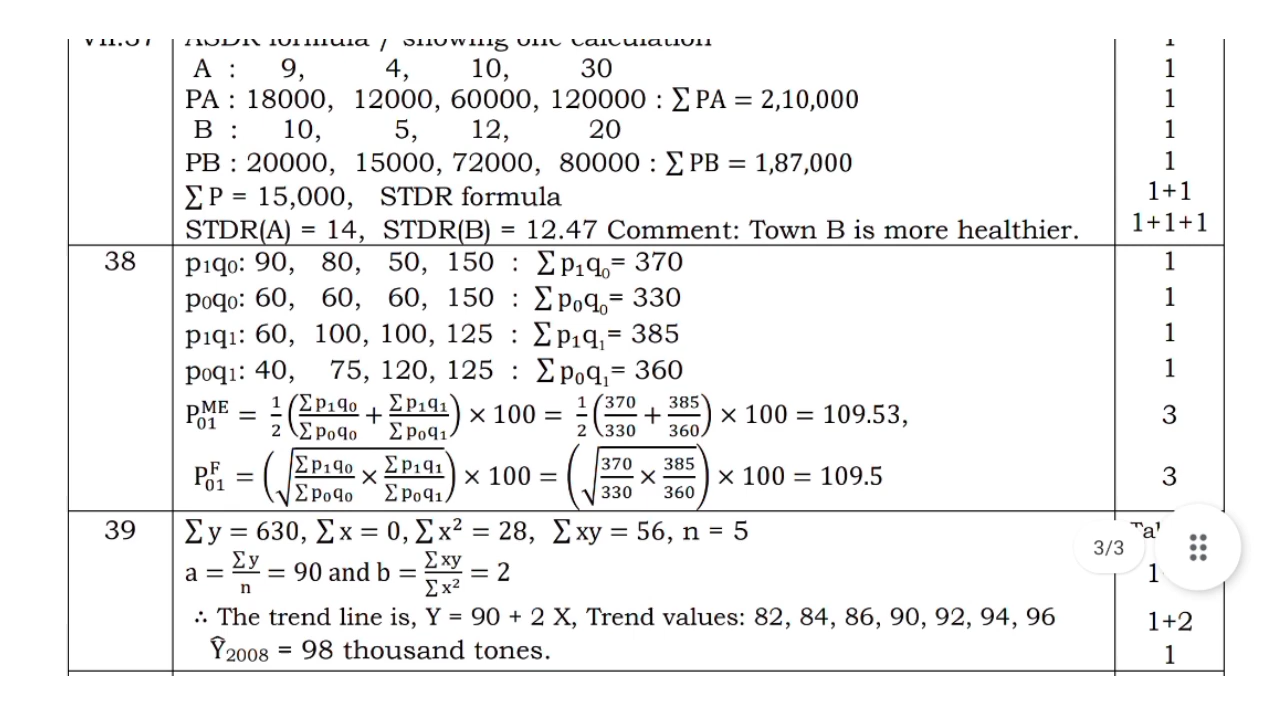 VII.37 ASDR formula / showing one calculation 1
A : 9, 4, 10, 30 1
PA : 18000, 12000, 60000, 120000 : ∑PA = 2,10,000 1
B : 10, 5, 12, 20 1
PB : 20000, 15000, 72000, 80000 : ∑PB = 1,87,000 1
∑P = 15,000, STDR formula 1+1
STDR(A) = 14, STDR(B) = 12.47 Comment: Town B is more healthier. 1+1+1
38 p₁q₀: 90, 80, 50, 150 : ∑p₁q₀= 370 1
p₀q₀: 60, 60, 60, 150 : ∑p₀q₀= 330 1
p₁q₁: 60, 100, 100, 125 : ∑p₁q₁= 385 1
p₀q₁: 40, 75, 120, 125 : ∑p₀q₁= 360 1
P₀₁ᴹᴱ = 1/2 (∑p₁q₀/∑p₀q₀ + ∑p₁q₁/∑p₀q₁) × 100 = 1/2 (370/330 + 385/360) × 100 = 109.53, 3
P₀₁ᶠ = (√(∑p₁q₀/∑p₀q₀ × ∑p₁q₁/∑p₀q₁)) × 100 = (√(370/330 × 385/360)) × 100 = 109.5 3
39 ∑y = 630, ∑x = 0, ∑x² = 28, ∑xy = 56, n = 5
a = ∑y/n = 90 and b = ∑xy/∑x² = 2 1
3/3
∴ The trend line is, Y = 90 + 2 X, Trend values: 82, 84, 86, 90, 92, 94, 96 1+2
Ŷ₂₀₀₈ = 98 thousand tones. 1